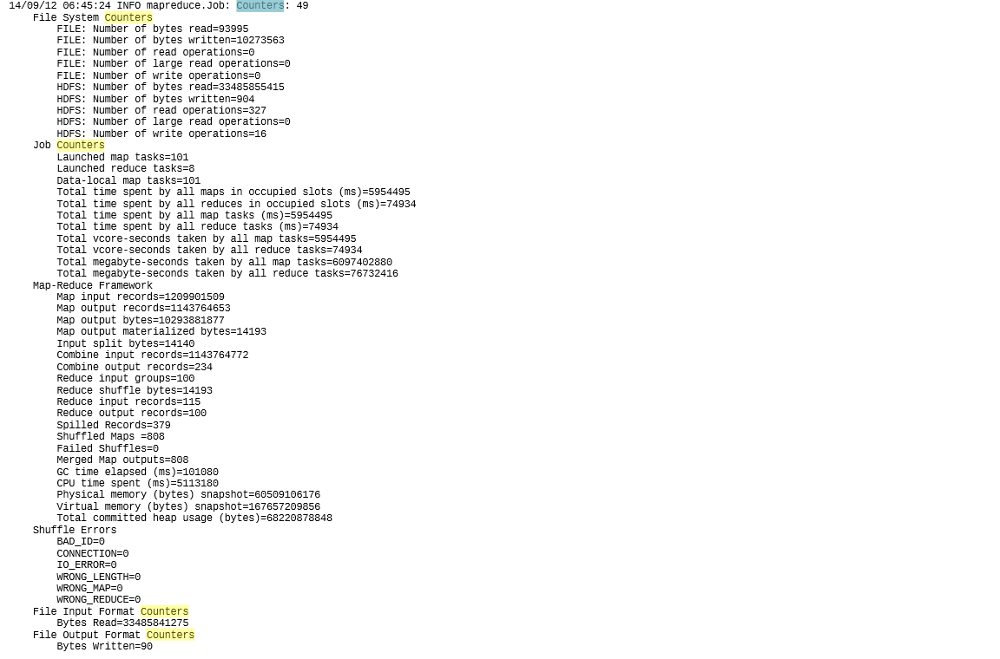 14/09/12 06:45:24 INFO mapreduce.Job: Counters: 49
File System Counters
FILE: Number of bytes read=93995
FILE: Number of bytes written=10273563
FILE: Number of read operations=0
FILE: Number of large read operations=0
FILE: Number of write operations=0
HDFS: Number of bytes read=33485855415
HDFS: Number of bytes written=904
HDFS: Number of read operations=327
HDFS: Number of large read operations=0
HDFS: Number of write operations=16
Job Counters
Launched map tasks=101
Launched reduce tasks=8
Data-local map tasks=101
Total time spent by all maps in occupied slots (ms)=5954495
Total time spent by all reduces in occupied slots (ms)=74934
Total time spent by all map tasks (ms)=5954495
Total time spent by all reduce tasks (ms)=74934
Total vcore-seconds taken by all map tasks=5954495
Total vcore-seconds taken by all reduce tasks=74934
Total megabyte-seconds taken by all map tasks=6097402880
Total megabyte-seconds taken by all reduce tasks=76732416
Map-Reduce Framework
Map input records=1209901509
Map output records=1143764653
Map output bytes=10293881877
Map output materialized bytes=14193
Input split bytes=14140
Combine input records=1143764772
Combine output records=234
Reduce input groups=100
Reduce shuffle bytes=14193
Reduce input records=115
Reduce output records=100
Spilled Records=379
Shuffled Maps =808
Failed Shuffles=0
Merged Map outputs=808
GC time elapsed (ms)=101080
CPU time spent (ms)=5113180
Physical memory (bytes) snapshot=60509106176
Virtual memory (bytes) snapshot=167657209856
Total committed heap usage (bytes)=68220878848
Shuffle Errors
BAD_ID=0
CONNECTION=0
IO_ERROR=0
WRONG_LENGTH=0
WRONG_MAP=0
WRONG_REDUCE=0
File Input Format Counters
Bytes Read=33485841275
File Output Format Counters
Bytes Written=90